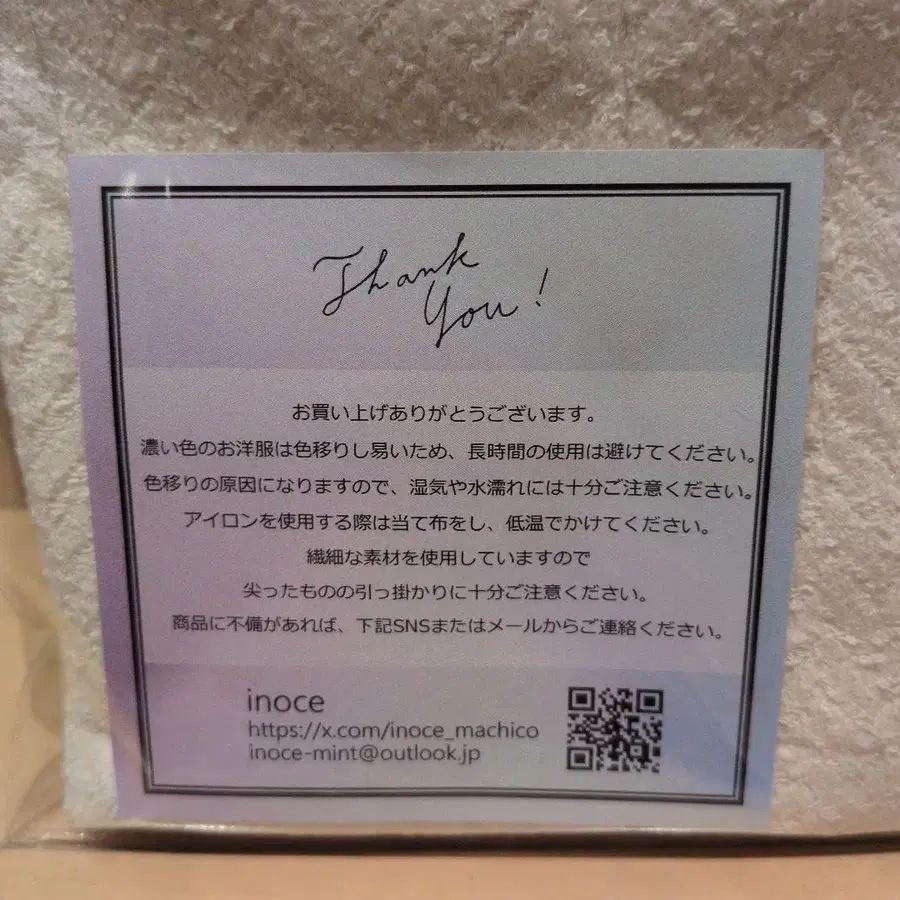 Thank
You!
お買い上げありがとうございます。
濃い色のお洋服は色移りし易いため、長時間の使用は避けてください。
色移りの原因になりますので、湿気や水濡れには十分ご注意ください。
アイロンを使用する際は当て布をし、低温でかけてください。
繊細な素材を使用していますので
尖ったものの引っ掛かりに十分ご注意ください。
商品に不備があれば、下記SNSまたはメールからご連絡ください。
inoce
https://x.com/inoce_machico
inoce-mint@outlook.jp